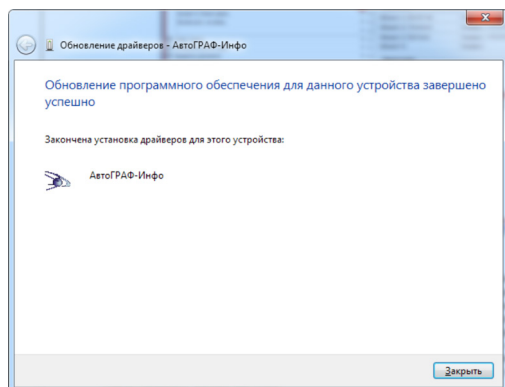 Обновление драйверов - АвтоГРАФ-Инфо
Обновление программного обеспечения для данного устройства завершено
успешно
Закончена установка драйверов для этого устройства:
АвтоГРАФ-Инфо
Закрыть